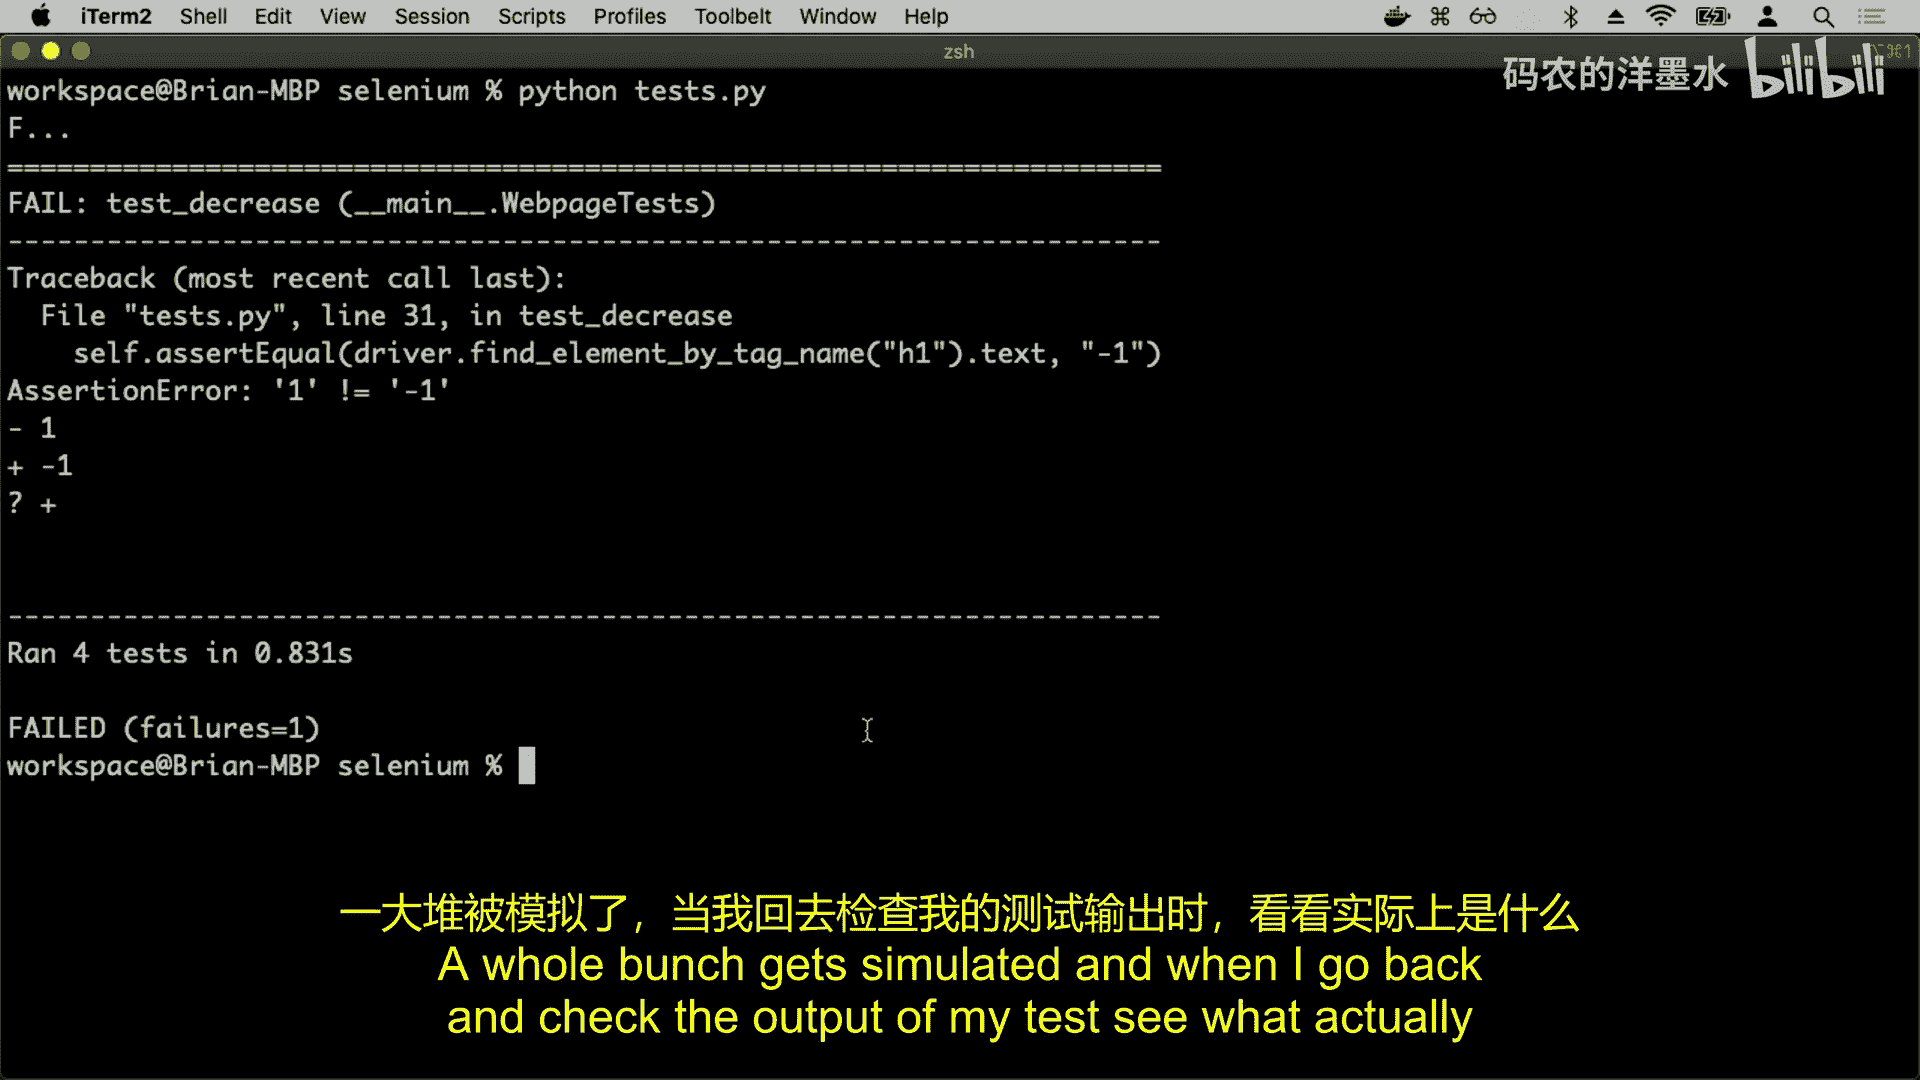 iTerm2 Shell Edit View Session Scripts Profiles Toolbelt Window Help
zsh
⌥⌘1
码农的洋墨水 bilibili
workspace@Brian-MBP selenium % python tests.py
F...
======================================================================
FAIL: test_decrease (__main__.WebpageTests)
----------------------------------------------------------------------
Traceback (most recent call last):
  File "tests.py", line 31, in test_decrease
    self.assertEqual(driver.find_element_by_tag_name("h1").text, "-1")
AssertionError: '1' != '-1'
- 1
+ -1
? +
----------------------------------------------------------------------
Ran 4 tests in 0.831s
FAILED (failures=1)
workspace@Brian-MBP selenium %
一大堆被模拟了，当我回去检查我的测试输出时，看看实际上是什么
A whole bunch gets simulated and when I go back
and check the output of my test see what actually